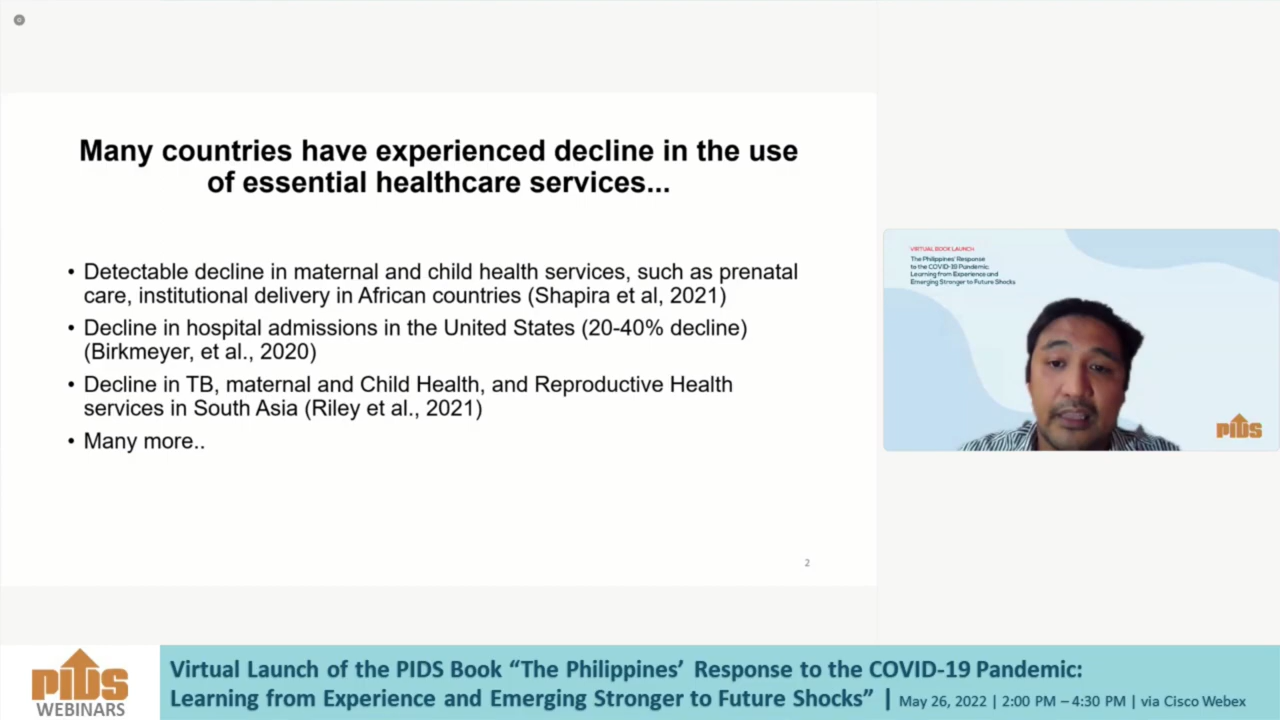 Many countries have experienced decline in the use
of essential healthcare services...
• Detectable decline in maternal and child health services, such as prenatal
care, institutional delivery in African countries (Shapira et al, 2021)
• Decline in hospital admissions in the United States (20-40% decline)
(Birkmeyer, et al., 2020)
• Decline in TB, maternal and Child Health, and Reproductive Health
services in South Asia (Riley et al., 2021)
• Many more..
2
VIRTUAL BOOK LAUNCH
The Philippines' Response
to the COVID-19 Pandemic:
Learning from Experience and
Emerging Stronger to Future Shocks
PIDS
PIDS
WEBINARS
Virtual Launch of the PIDS Book “The Philippines’ Response to the COVID-19 Pandemic:
Learning from Experience and Emerging Stronger to Future Shocks” | May 26, 2022 | 2:00 PM – 4:30 PM | via Cisco Webex